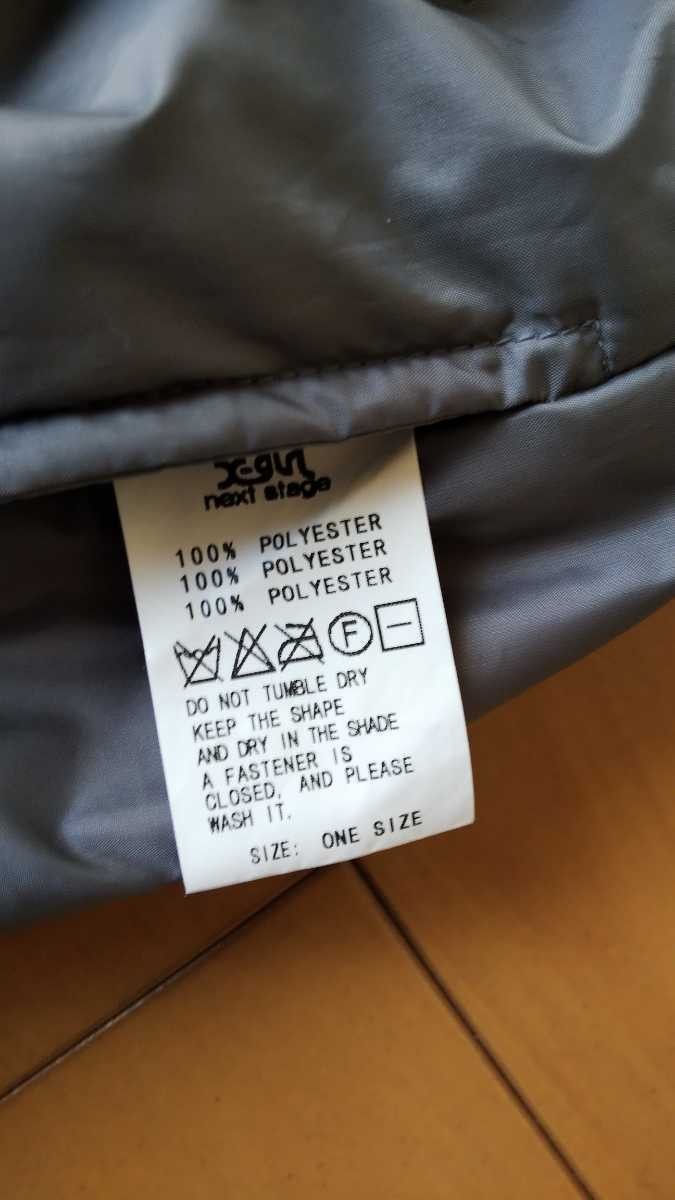 X-girl
next stage
100% POLYESTER
100% POLYESTER
100% POLYESTER
F
DO NOT TUMBLE DRY
KEEP THE SHAPE
AND DRY IN THE SHADE
A FASTENER IS
CLOSED, AND PLEASE
WASH IT.
SIZE: ONE SIZE